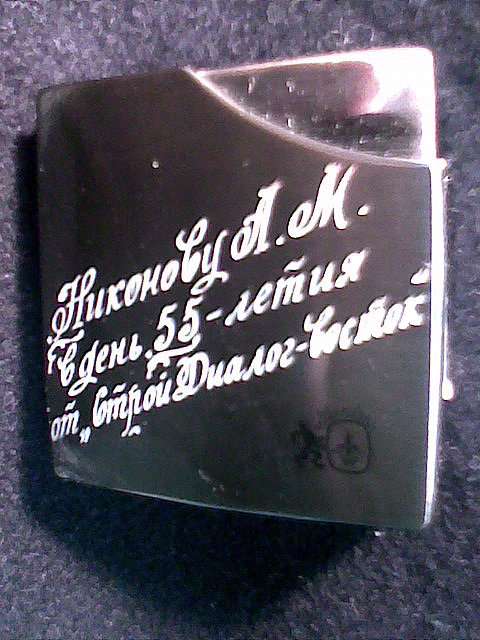 Никонову А. М.
В день 55-летия
от „СтройДиалог-Восток"